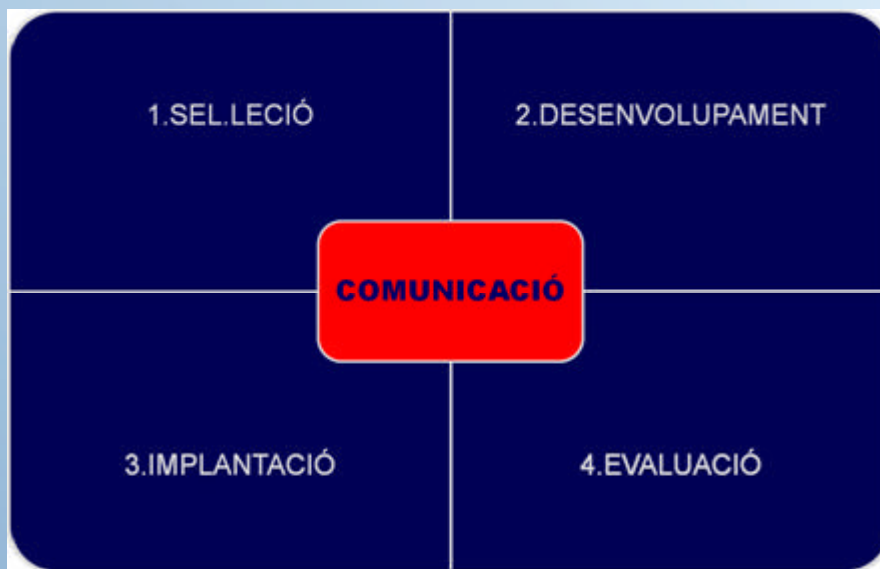 1.SEL.LECIÓ
2.DESENVOLUPAMENT
COMUNICACIÓ
3.IMPLANTACIÓ
4.EVALUACIÓ